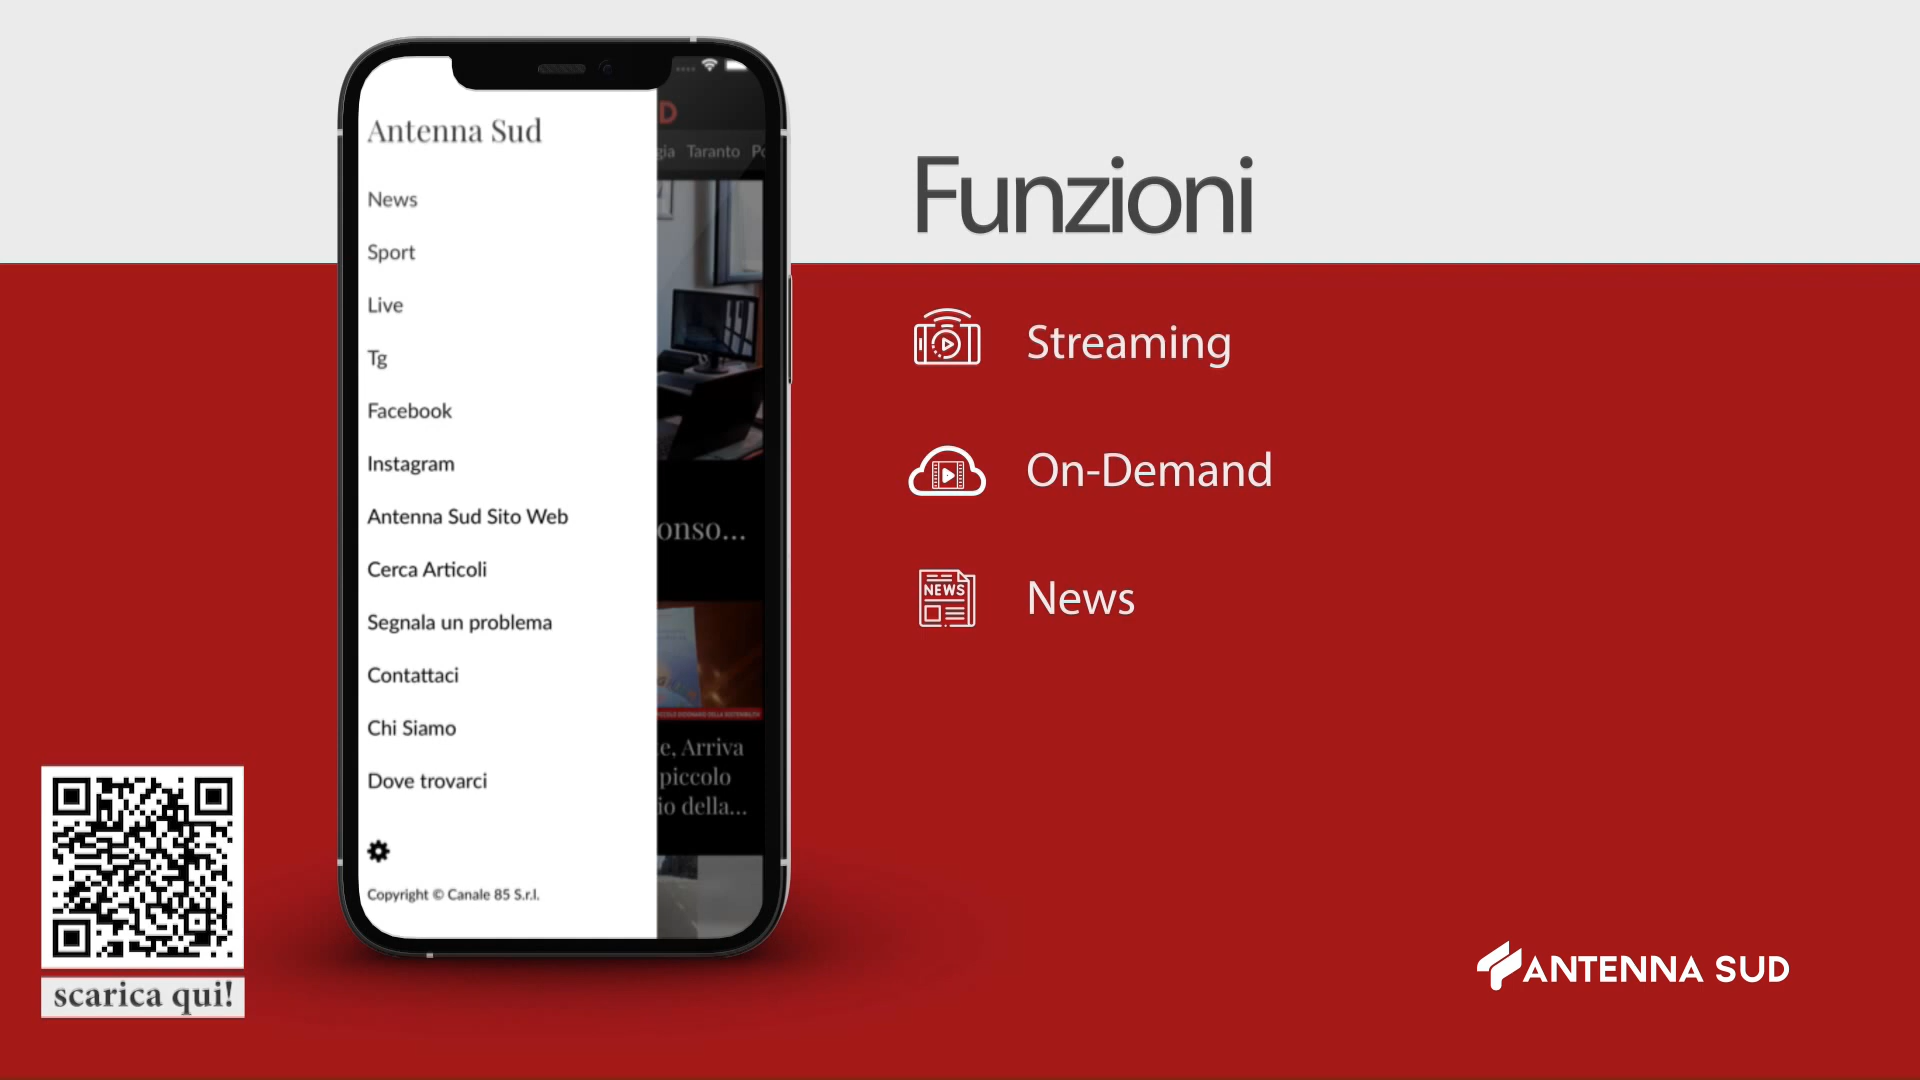 Antenna Sud
News
Sport
Live
Tg
Facebook
Instagram
Antenna Sud Sito Web
Cerca Articoli
Segnala un problema
Contattaci
Chi Siamo
Dove trovarci
Copyright © Canale 85 S.r.l.
D
gia Taranto Po
onso...
e, Arriva
piccolo
io della...
Funzioni
Streaming
On-Demand
NEWS
News
scarica qui!
ANTENNA SUD